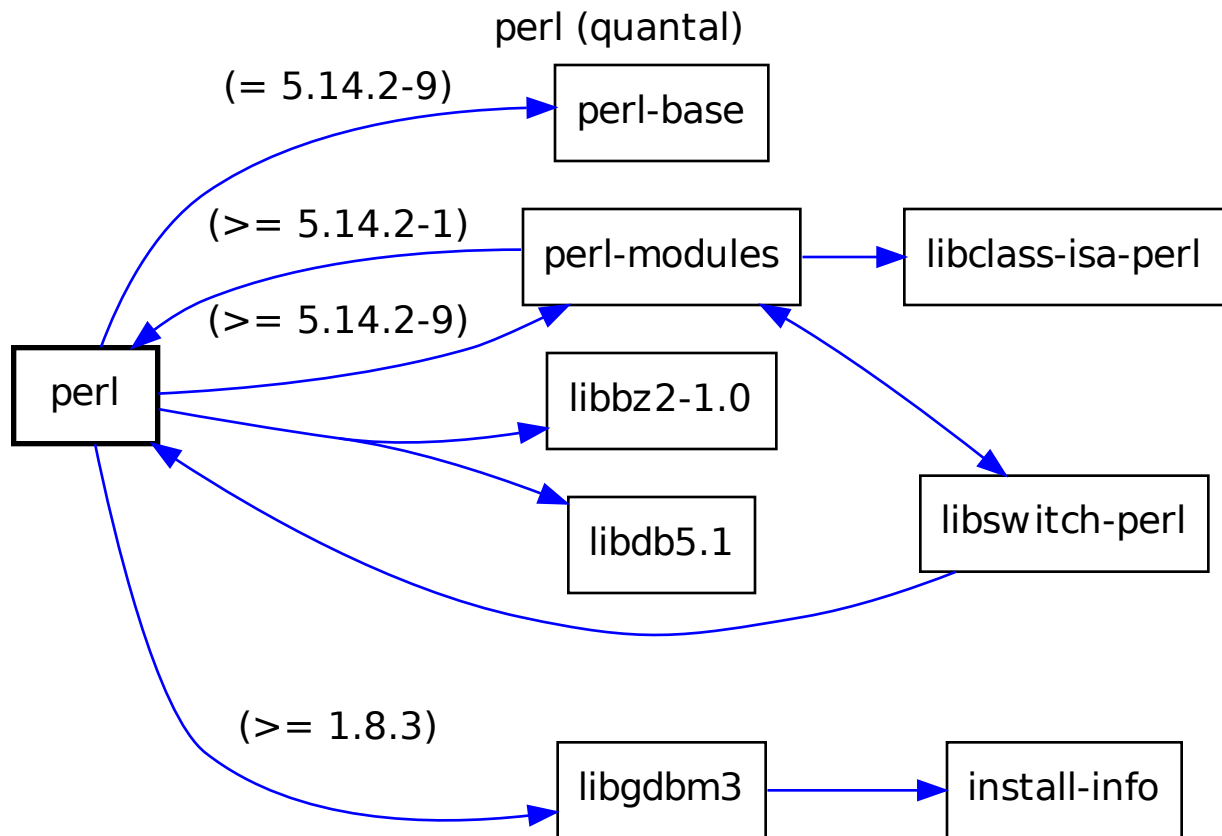 perl (quantal)
(= 5.14.2-9)
perl-base
(>= 5.14.2-1)
perl-modules
libclass-isa-perl
(>= 5.14.2-9)
perl
libbz2-1.0
libswitch-perl
libdb5.1
(>= 1.8.3)
libgdbm3
install-info